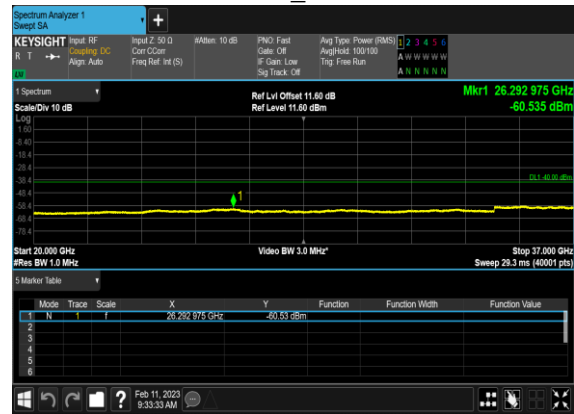 Spectrum Analyzer 1
Swept SA
+
KEYSIGHT Input: RF Input Z: 50 Ω #Atten: 10 dB PNO: Fast Avg Type: Power (RMS) 1 2 3 4 5 6
R T Coupling: DC Corr CCorr Gate: Off Avg|Hold: 100/100 A W W W W W
Align: Auto Freq Ref: Int (S) IF Gain: Low Trig: Free Run
Sig Track: Off A N N N N N
1 Spectrum Ref Lvl Offset 11.60 dB Mkr1 26.292 975 GHz
Scale/Div 10 dB Ref Level 11.60 dBm -60.535 dBm
Log
1.60
-8.40
-18.4
-28.4
-38.4 DL1 -40.00 dBm
-48.4
1
-58.4
-68.4
-78.4
Start 20.000 GHz Video BW 3.0 MHz* Stop 37.000 GHz
#Res BW 1.0 MHz Sweep 29.3 ms (40001 pts)
5 Marker Table
Mode Trace Scale X Y Function Function Width Function Value
1 N 1 f 26.292 975 GHz -60.53 dBm
2
3
4
5
6
? Feb 11, 2023
9:33:33 AM